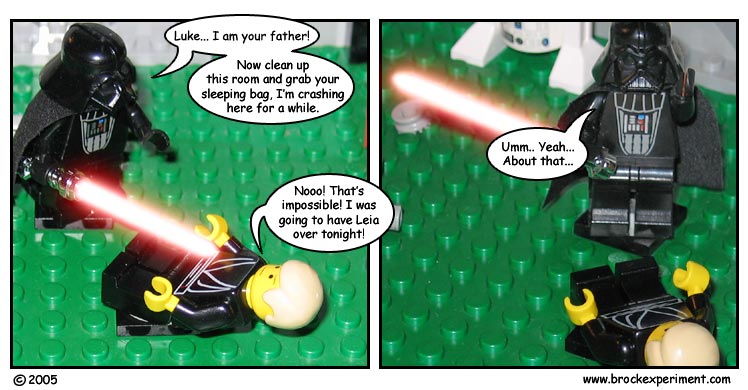 Luke... I am your father!
Now clean up
this room and grab your
sleeping bag, I'm crashing
here for a while.
Nooo! That's
impossible! I was
going to have Leia
over tonight!
Umm.. Yeah...
About that...
© 2005
www.brockexperiment.com